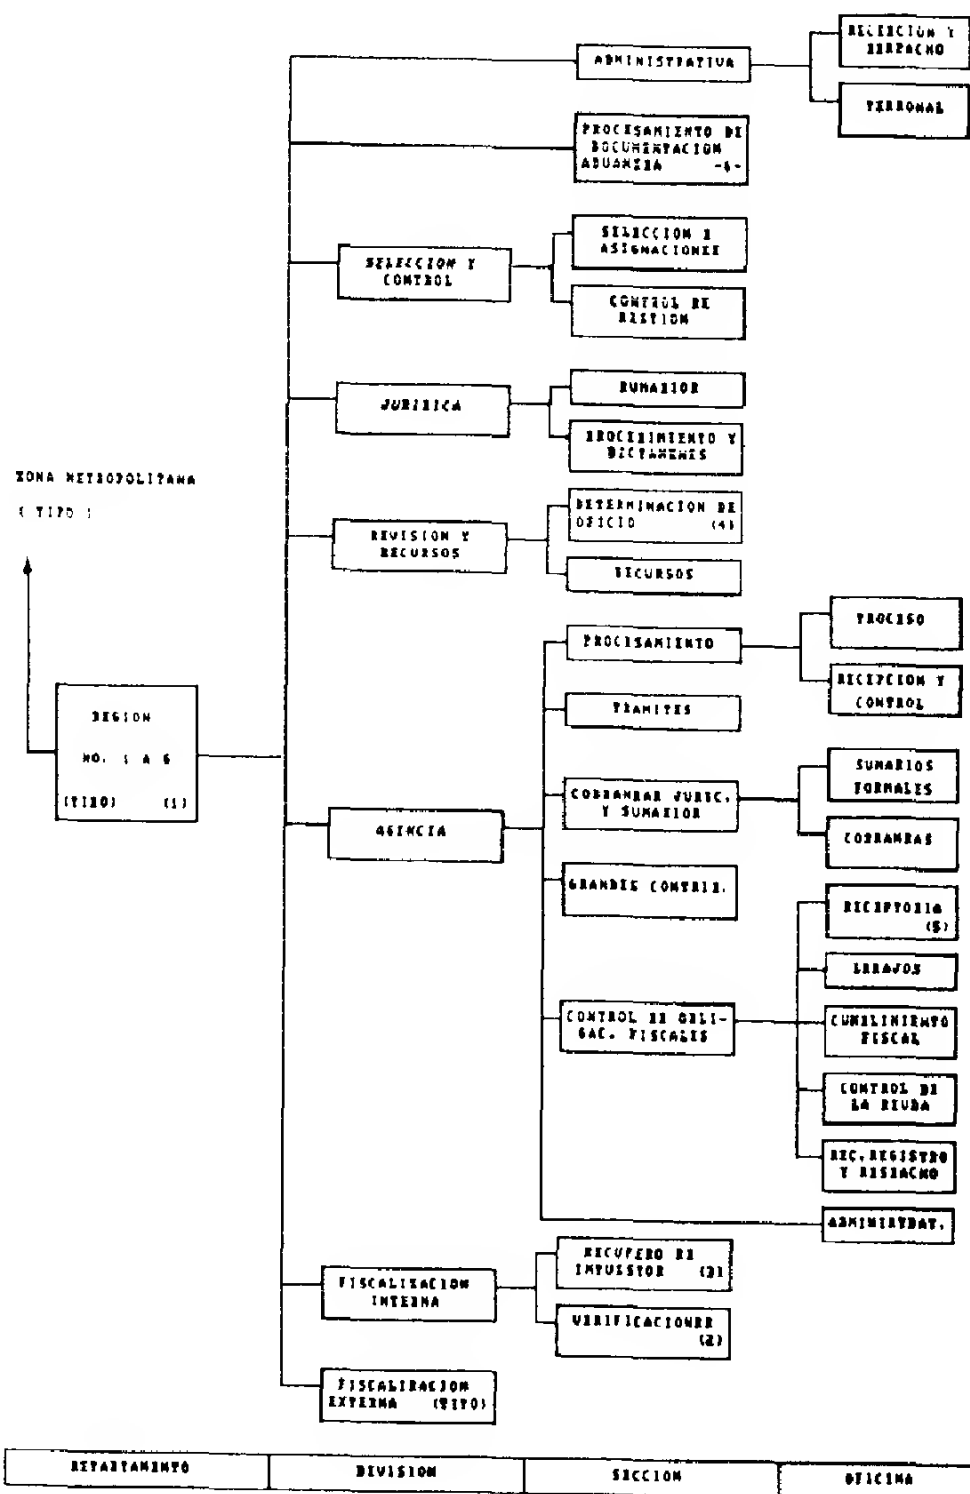 ADMINISTRATIVA
RECEPCION Y
DESPACHO
PERSONAL
PROCESAMIENTO DE
DOCUMENTACION
ADUANERA -6-
SELECCION Y
CONTROL
SELECCION E
ASIGNACIONES
CONTROL DE
GESTION
JURIDICA
SUMARIOS
PROCEDIMIENTO Y
DICTAMENES
ZONA METROPOLITANA
( TIPO )
REVISION Y
RECURSOS
DETERMINACION DE
OFICIO (4)
RECURSOS
REGION
NO. 1 A 6
(TIPO) (1)
AGENCIA
PROCESAMIENTO
PROCESO
RECEPCION Y
CONTROL
TRAMITES
COBRANZAS JUDIC.
Y SUMARIOS
SUMARIOS
FORMALES
COBRANZAS
GRANDES CONTRIB.
CONTROL DE OBLI-
GAC. FISCALES
RECEPTORIA
(5)
LEGAJOS
CUMPLIMIENTO
FISCAL
CONTROL DE
LA DEUDA
REC. REGISTRO
Y DESPACHO
ADMINISTRAT.
FISCALIZACION
INTERNA
RECUPERO DE
IMPUESTOS (3)
VERIFICACIONES
(2)
FISCALIZACION
EXTERNA (TIPO)
DEPARTAMENTO
DIVISION
SECCION
OFICINA